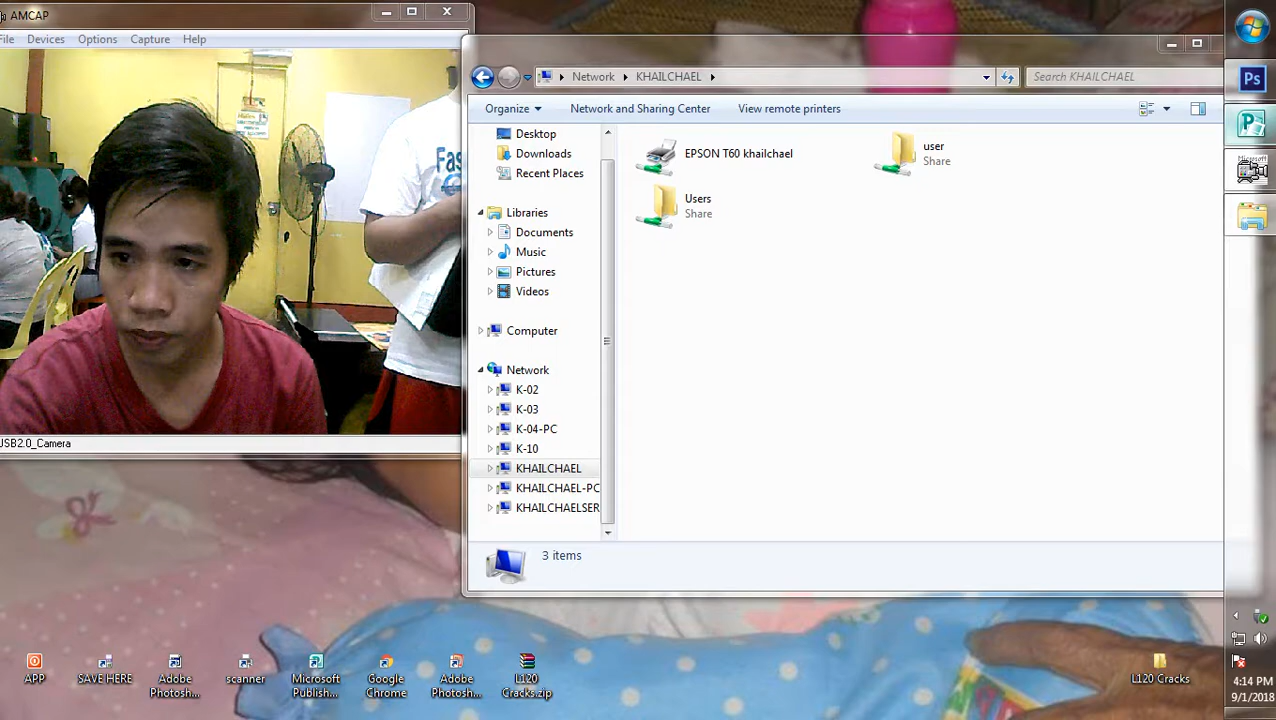 AMCAP
File Devices Options Capture Help
USB2.0_Camera
Network KHAILCHAEL
Search KHAILCHAEL
Organize Network and Sharing Center View remote printers
Desktop
Downloads
Recent Places
Libraries
Documents
Music
Pictures
Videos
Computer
Network
K-02
K-03
K-04-PC
K-10
KHAILCHAEL
KHAILCHAEL-PC
KHAILCHAELSER
EPSON T60 khailchael
user
Share
Users
Share
3 items
Ps
P
Microsoft
Fas
APP
SAVE HERE
Adobe
Photosh...
scanner
Microsoft
Publish...
Google
Chrome
Adobe
Photosh...
L120
Cracks.zip
L120 Cracks
4:14 PM
9/1/2018